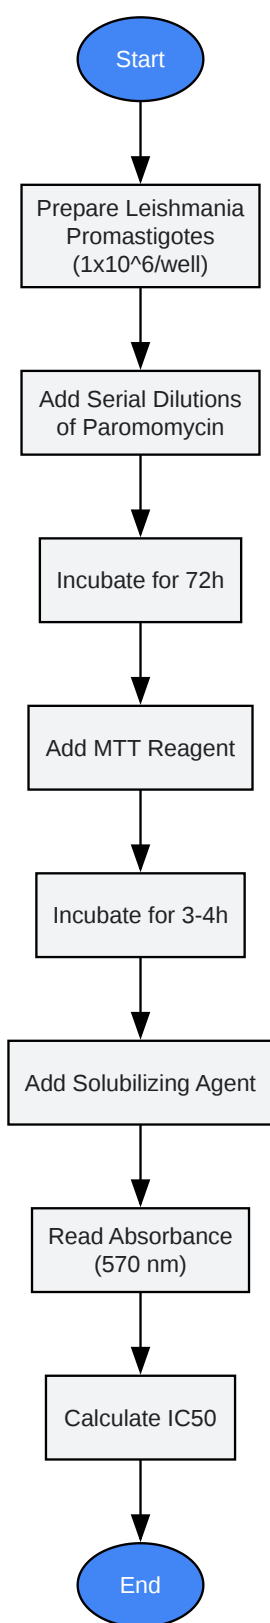 Start
Prepare Leishmania
Promastigotes
(1x10^6/well)
Add Serial Dilutions
of Paromomycin
Incubate for 72h
Add MTT Reagent
Incubate for 3-4h
Add Solubilizing Agent
Read Absorbance
(570 nm)
Calculate IC50
End